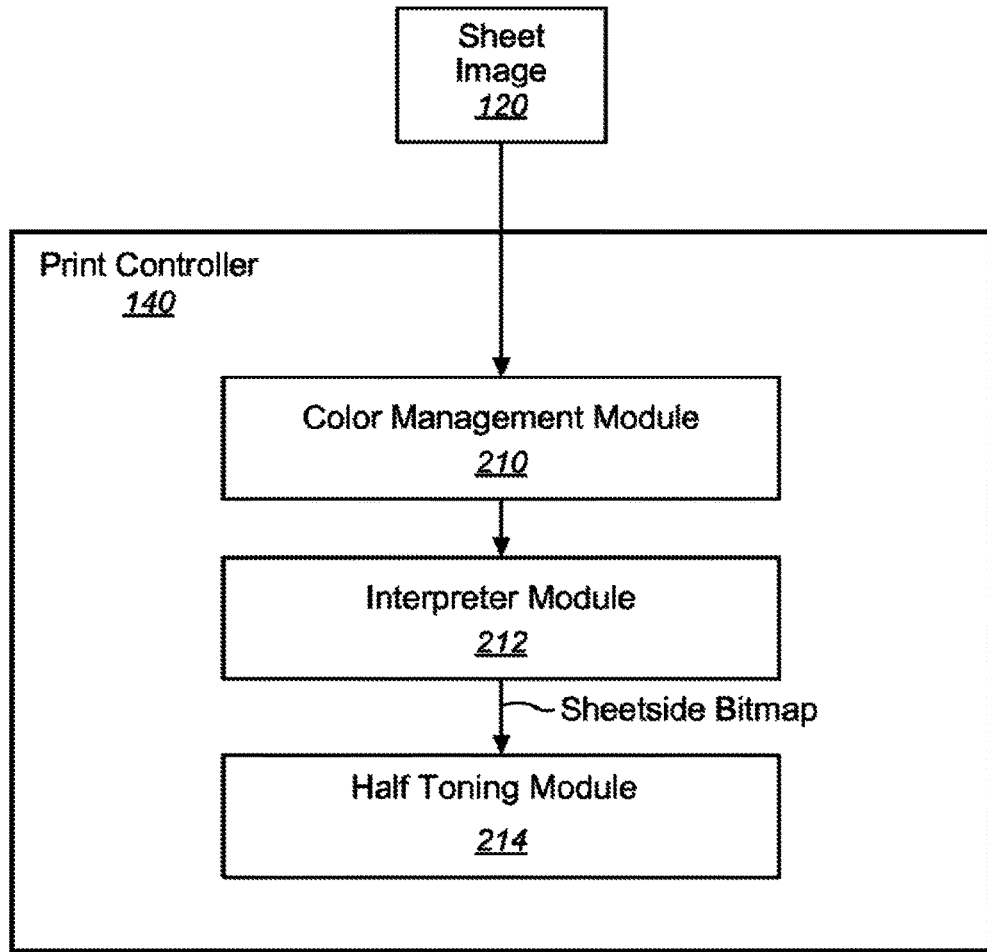 Sheet
Image
120
Print Controller
140
Color Management Module
210
Interpreter Module
212
Sheetside Bitmap
Half Toning Module
214